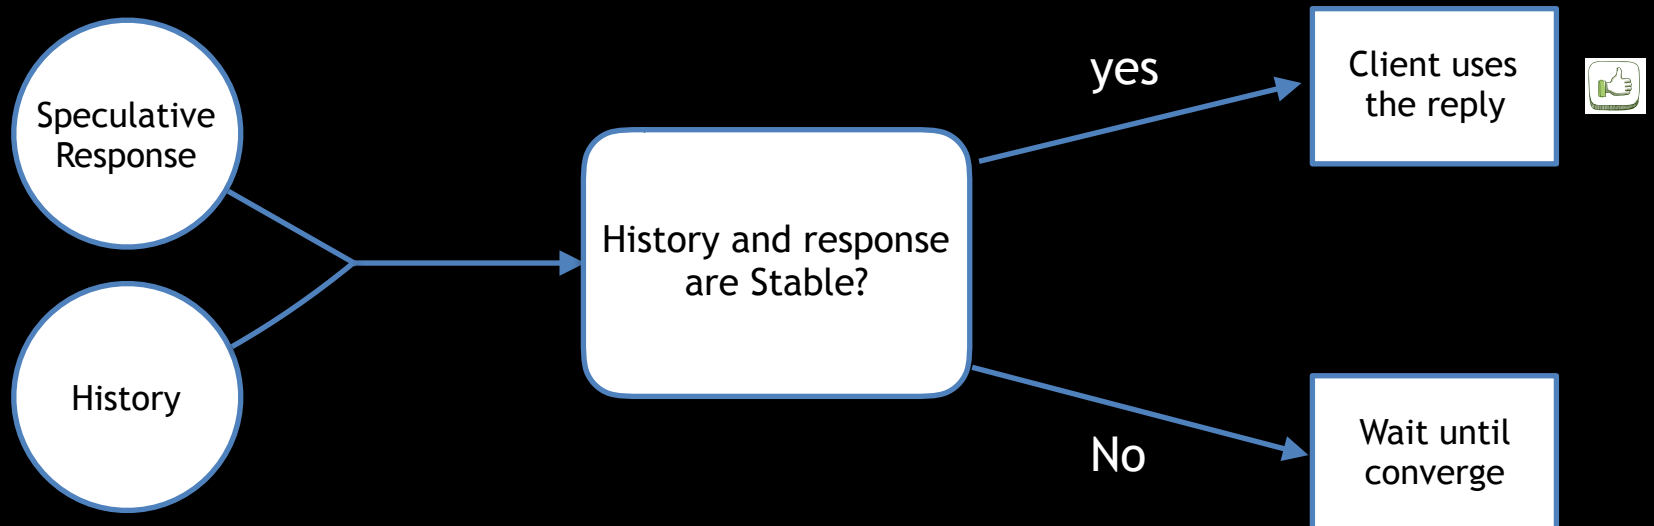 Speculative
Response
History
History and response
are Stable?
yes
Client uses
the reply
No
Wait until
converge